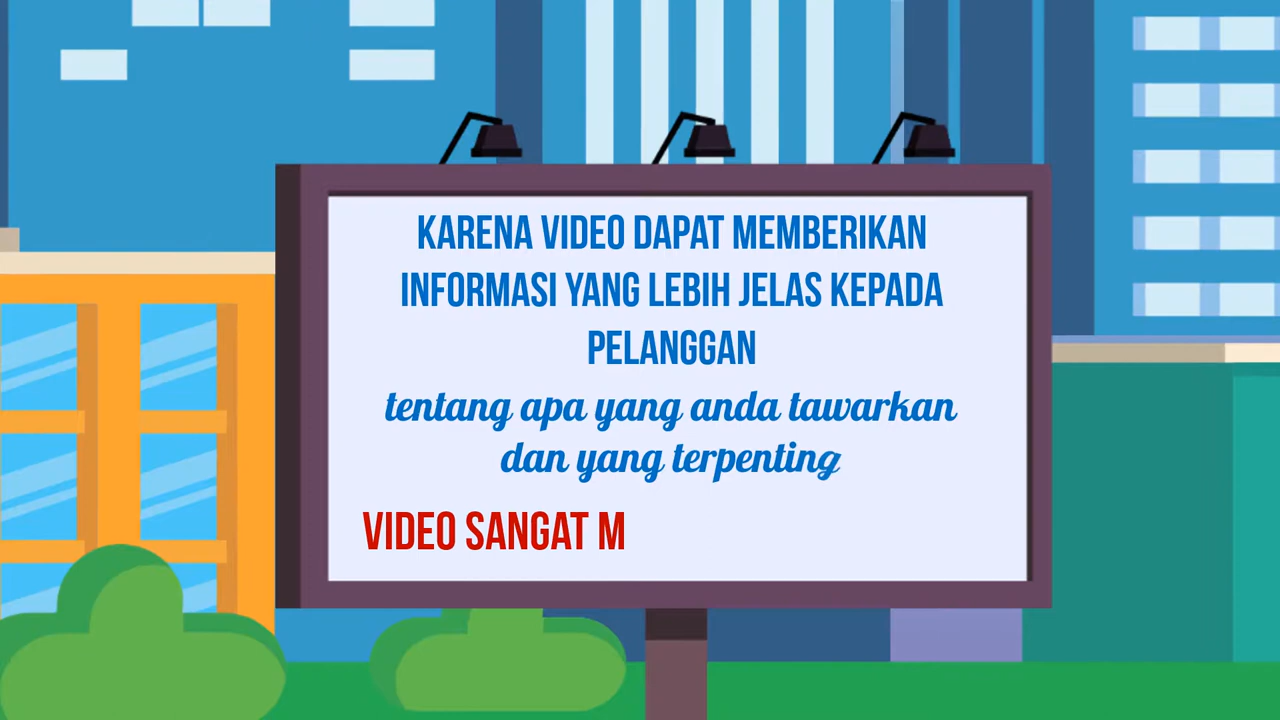 KARENA VIDEO DAPAT MEMBERIKAN
INFORMASI YANG LEBIH JELAS KEPADA
PELANGGAN
tentang apa yang anda tawarkan
dan yang terpenting
VIDEO SANGAT M